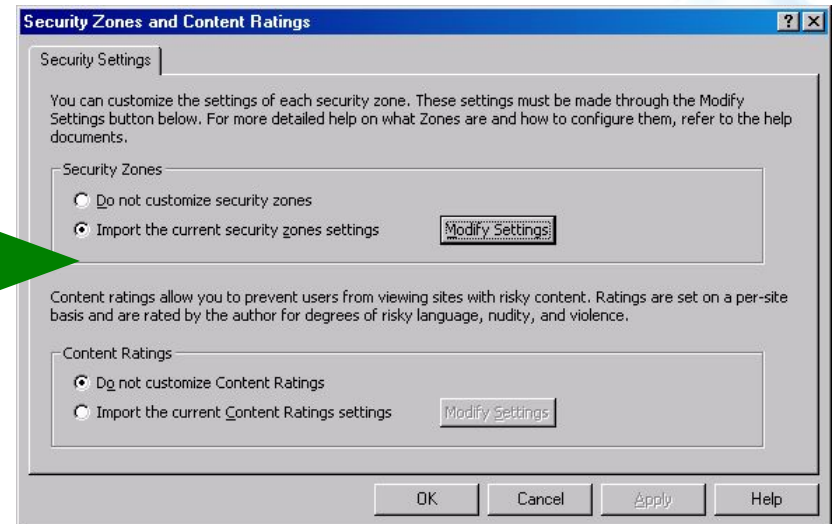 Security Zones and Content Ratings
Security Settings
You can customize the settings of each security zone. These settings must be made through the Modify
Settings button below. For more detailed help on what Zones are and how to configure them, refer to the help
documents.
Security Zones
Do not customize security zones
Import the current security zones settings
Modify Settings
Content ratings allow you to prevent users from viewing sites with risky content. Ratings are set on a per-site
basis and are rated by the author for degrees of risky language, nudity, and violence.
Content Ratings
Do not customize Content Ratings
Import the current Content Ratings settings
Modify Settings
OK
Cancel
Apply
Help